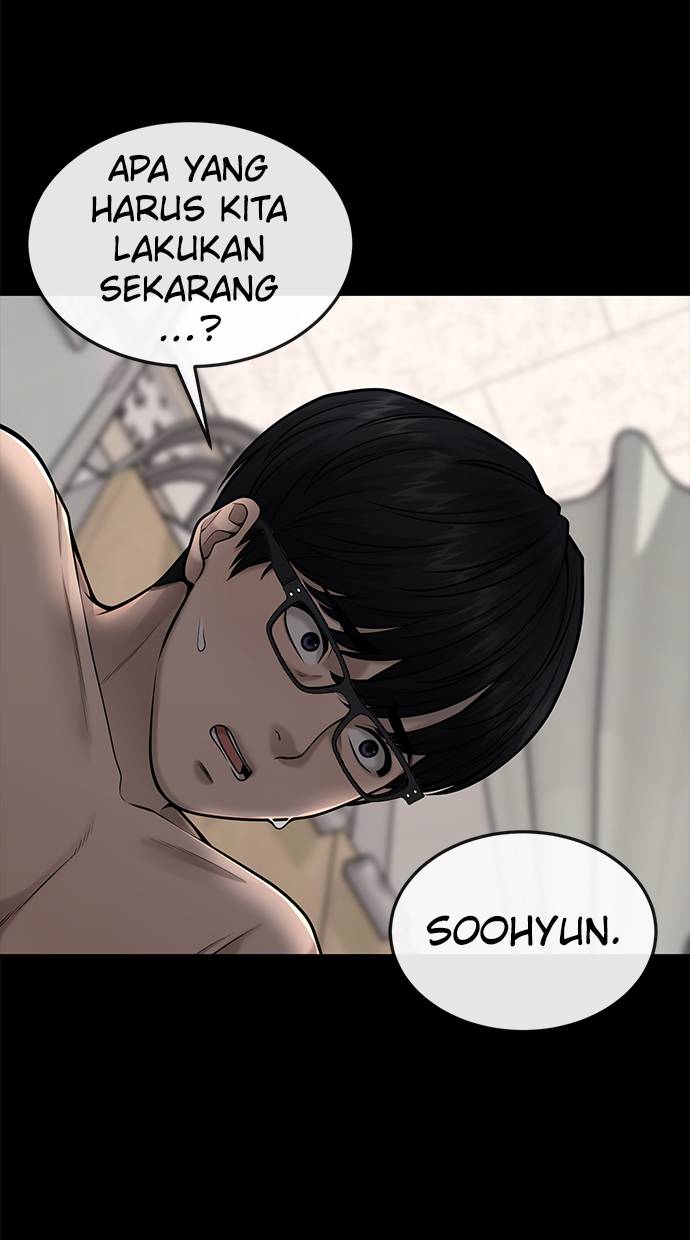 APA YANG
HARUS KITA
LAKUKAN
SEKARANG
...?
SOOHYUN.